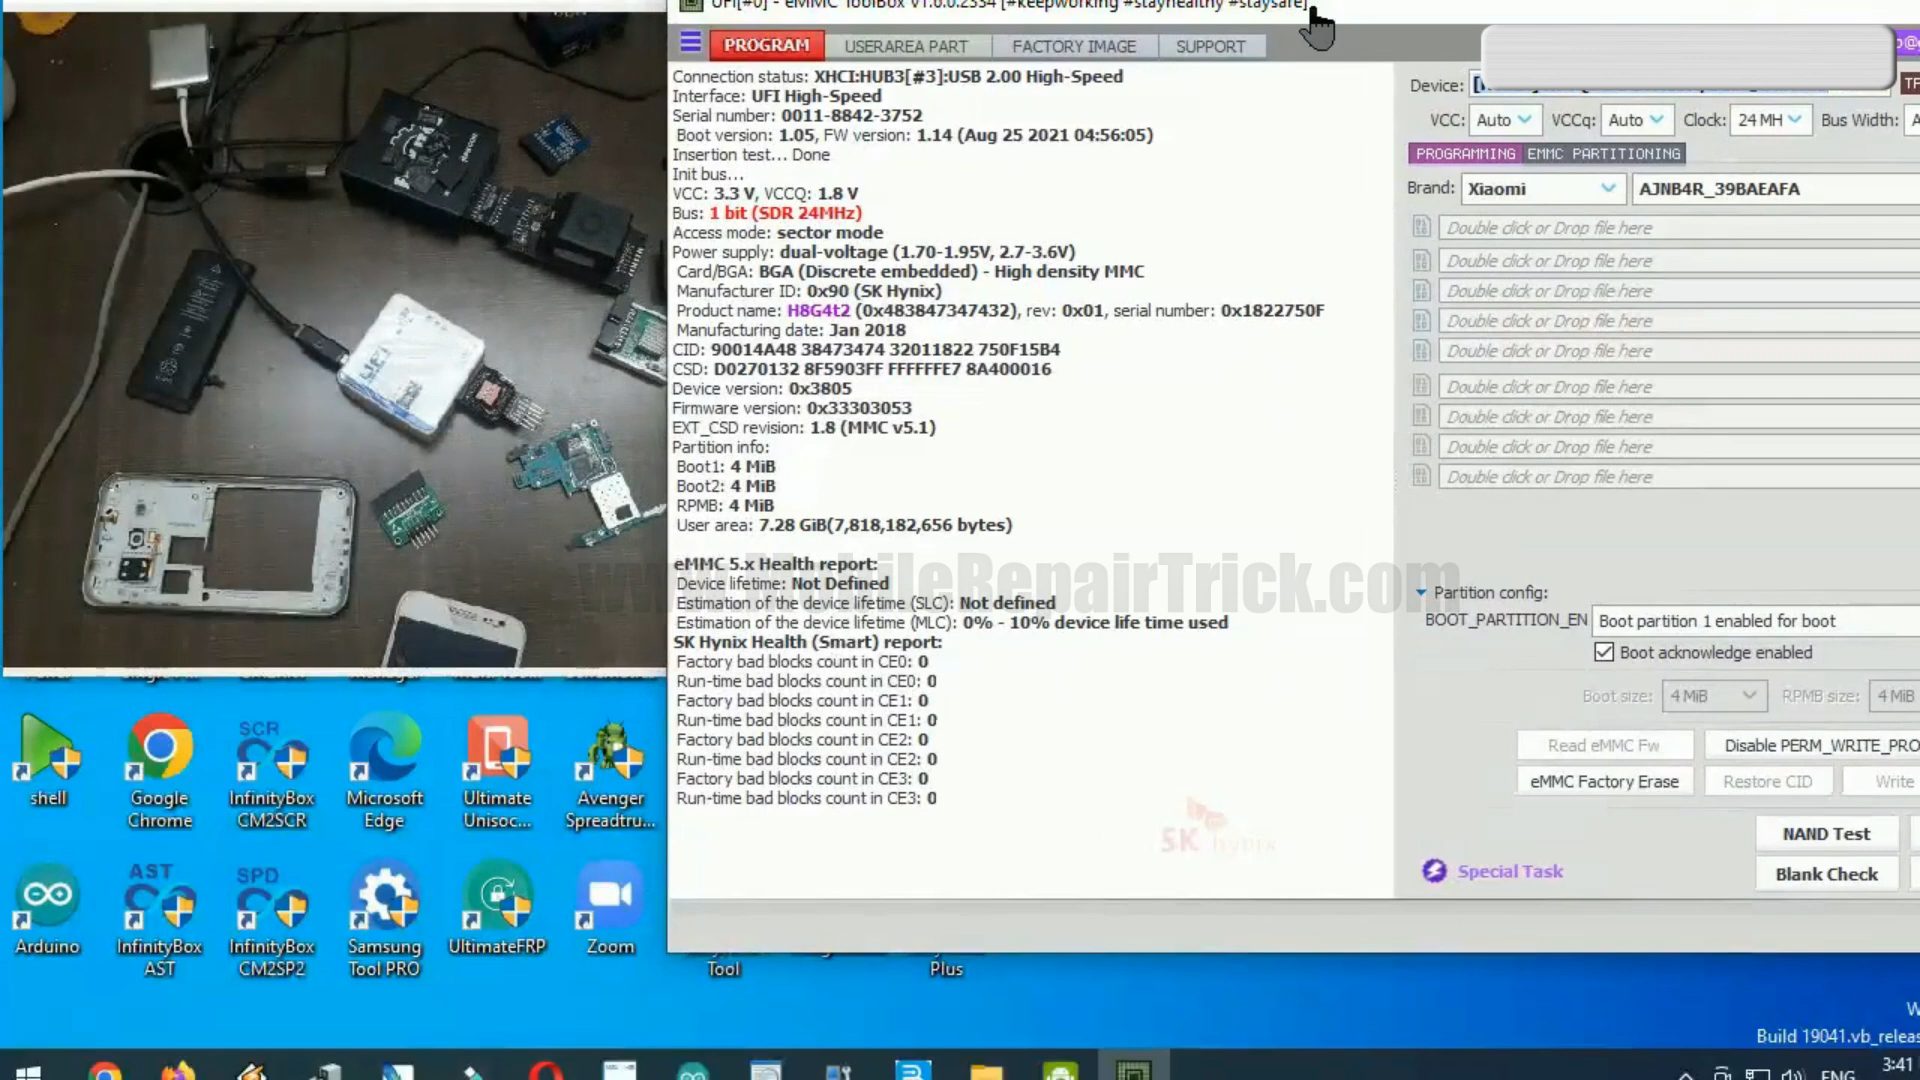 UFI[#0] - eMMC ToolBox v1.6.0.2334 [#keepworking #stayhealthy #staysafe]
PROGRAM
USERAREA PART
FACTORY IMAGE
SUPPORT
Connection status: XHCI:HUB3[#3]:USB 2.00 High-Speed
Interface: UFI High-Speed
Serial number: 0011-8842-3752
Boot version: 1.05, FW version: 1.14 (Aug 25 2021 04:56:05)
Insertion test... Done
Init bus...
VCC: 3.3 V, VCCQ: 1.8 V
Bus: 1 bit (SDR 24MHz)
Access mode: sector mode
Power supply: dual-voltage (1.70-1.95V, 2.7-3.6V)
Card/BGA: BGA (Discrete embedded) - High density MMC
Manufacturer ID: 0x90 (SK Hynix)
Product name: H8G4t2 (0x483847347432), rev: 0x01, serial number: 0x1822750F
Manufacturing date: Jan 2018
CID: 90014A48 38473474 32011822 750F15B4
CSD: D0270132 8F5903FF FFFFFFE7 8A400016
Device version: 0x3805
Firmware version: 0x33303053
EXT_CSD revision: 1.8 (MMC v5.1)
Partition info:
Boot1: 4 MiB
Boot2: 4 MiB
RPMB: 4 MiB
User area: 7.28 GiB(7,818,182,656 bytes)
eMMC 5.x Health report:
Device lifetime: Not Defined
Estimation of the device lifetime (SLC): Not defined
Estimation of the device lifetime (MLC): 0% - 10% device life time used
SK Hynix Health (Smart) report:
Factory bad blocks count in CE0: 0
Run-time bad blocks count in CE0: 0
Factory bad blocks count in CE1: 0
Run-time bad blocks count in CE1: 0
Factory bad blocks count in CE2: 0
Run-time bad blocks count in CE2: 0
Factory bad blocks count in CE3: 0
Run-time bad blocks count in CE3: 0
SK hynix
www.MobileRepairTrick.com
Device:
VCC: Auto VCCq: Auto Clock: 24 MH Bus Width:
PROGRAMMING
EMMC PARTITIONING
Brand: Xiaomi AJNB4R_39BAEAFA
Double click or Drop file here
Double click or Drop file here
Double click or Drop file here
Double click or Drop file here
Double click or Drop file here
Double click or Drop file here
Double click or Drop file here
Double click or Drop file here
Double click or Drop file here
Partition config:
BOOT_PARTITION_EN Boot partition 1 enabled for boot
Boot acknowledge enabled
Boot size: 4 MiB RPMB size: 4 MiB
Read eMMC Fw
Disable PERM_WRITE_PRO
eMMC Factory Erase
Restore CID
Write
NAND Test
Special Task
Blank Check
UFI
shell
Google Chrome
SCR
InfinityBox CM2SCR
Microsoft Edge
Ultimate Unisoc...
Avenger Spreadtru...
Arduino
AST
InfinityBox AST
SPD
InfinityBox CM2SP2
Samsung Tool PRO
UltimateFRP
Zoom
Tool
Plus
Build 19041.vb_releas
3:41
ENG